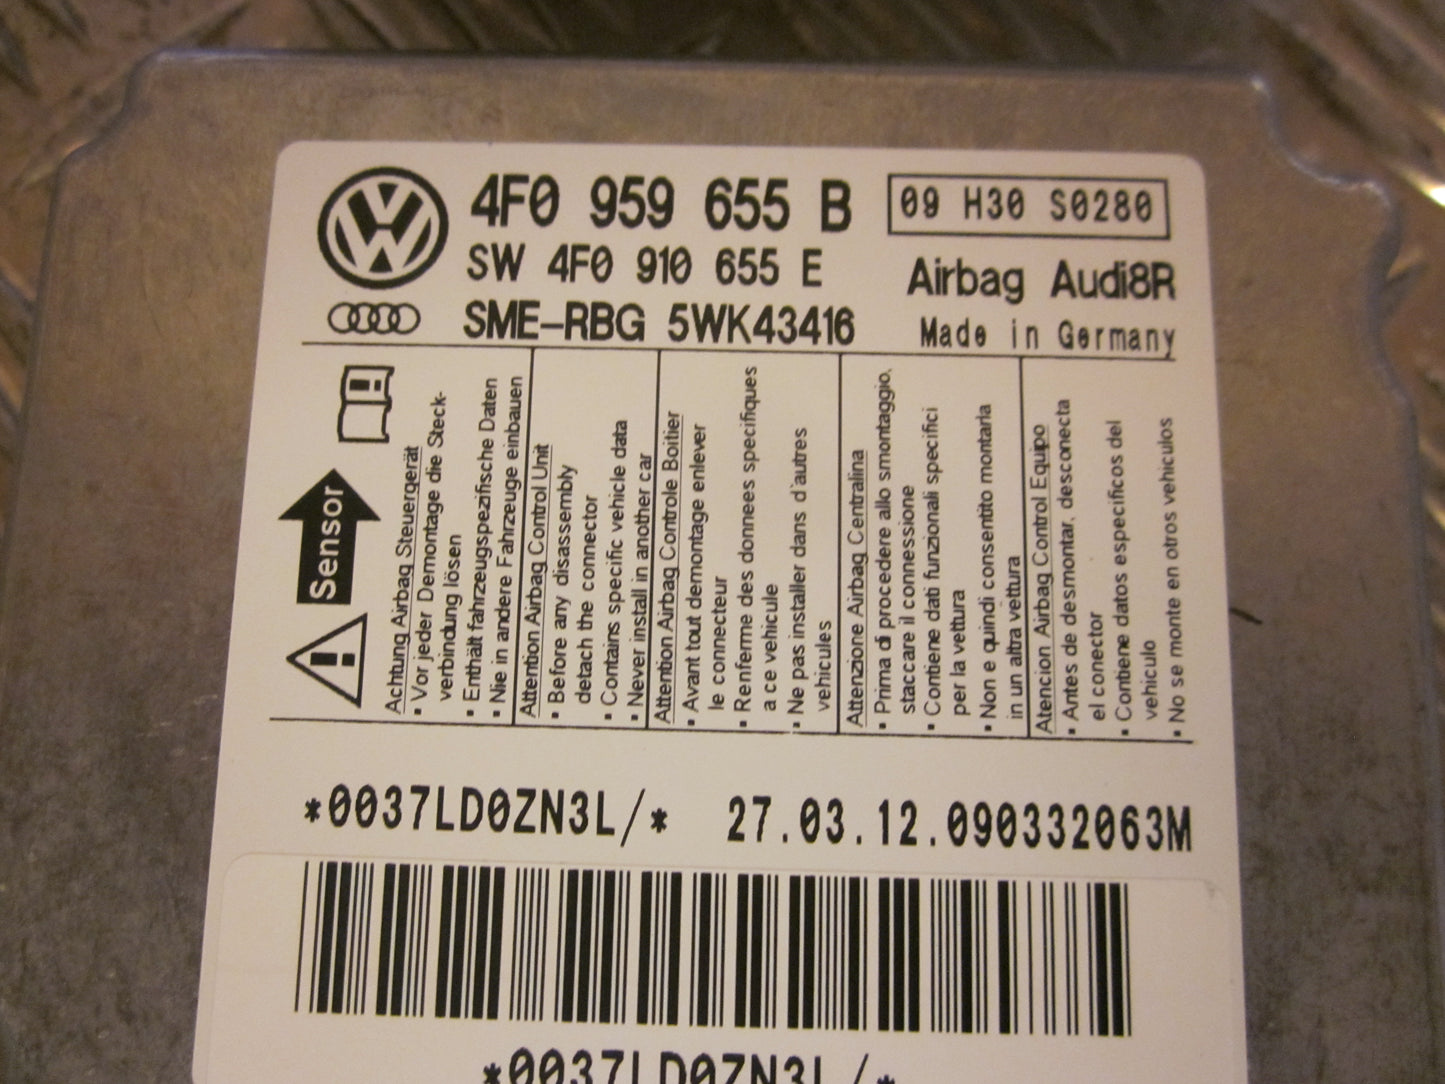 4F0 959 655 B
09 H30 S0280
SW 4F0 910 655 E
Airbag Audi8R
SME-RBG 5WK43416
Made in Germany
Sensor
Achtung Airbag Steuergerät
▪ Vor jeder Demontage die Steck-
verbindung lösen
▪ Enthält fahrzeugspezifische Daten
▪ Nie in andere Fahrzeuge einbauen
Attention Airbag Control Unit
▪ Before any disassembly
detach the connector
▪ Contains specific vehicle data
▪ Never install in another car
Attention Airbag Controle Boitier
▪ Avant tout demontage enlever
le connecteur
▪ Renferme des donnees specifiques
a ce vehicule
▪ Ne pas installer dans d'autres
vehicules
Attenzione Airbag Centralina
▪ Prima di procedere allo smontaggio,
staccare il connessione
▪ Contiene dati funzionali specifici
per la vettura
▪ Non e quindi consentito montarla
in un altra vettura
Atencion Airbag Control Equipo
▪ Antes de desmontar, desconecta
el conector
▪ Contiene datos especificos del
vehiculo
▪ No se monte en otros vehiculos
*0037LD0ZN3L/* 27.03.12.090332063M
*0037LD0ZN3L/*